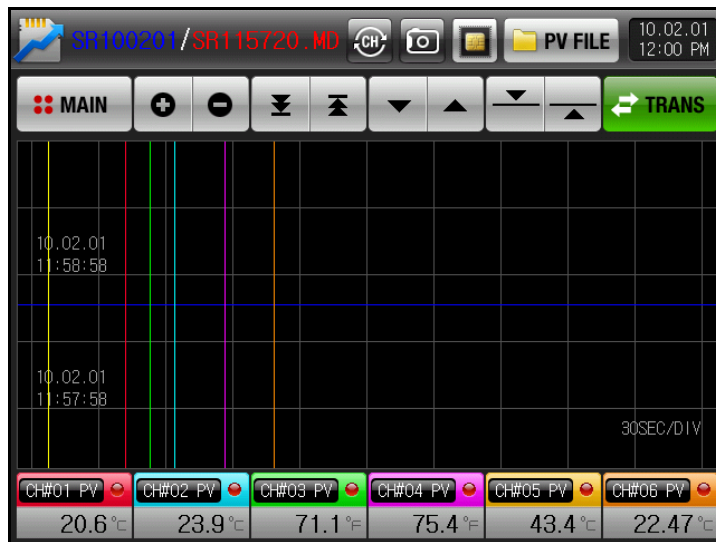 SR100201/SR115720.MD CH PV FILE 10.02.01
12:00 PM
MAIN TRANS
10.02.01
11:58:58
10.02.01
11:57:58
30SEC/DIV
CH#01 PV CH#02 PV CH#03 PV CH#04 PV CH#05 PV CH#06 PV
20.6℃ 23.9℃ 71.1℉ 75.4℉ 43.4℃ 22.47℃